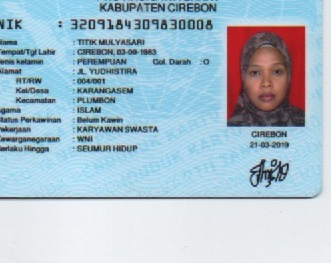 KABUPATEN CIREBON
NIK : 3209184309830008
Nama : TITIK MULYASARI
Tempat/Tgl Lahir : CIREBON, 03-09-1983
Jenis kelamin : PEREMPUAN Gol. Darah : O
Alamat : JL. YUDHISTIRA
RT/RW : 004/001
Kel/Desa : KARANGASEM
Kecamatan : PLUMBON
Agama : ISLAM
Status Perkawinan : Belum Kawin
Pekerjaan : KARYAWAN SWASTA
Kewarganegaraan : WNI
Berlaku Hingga : SEUMUR HIDUP
CIREBON
21-03-2019